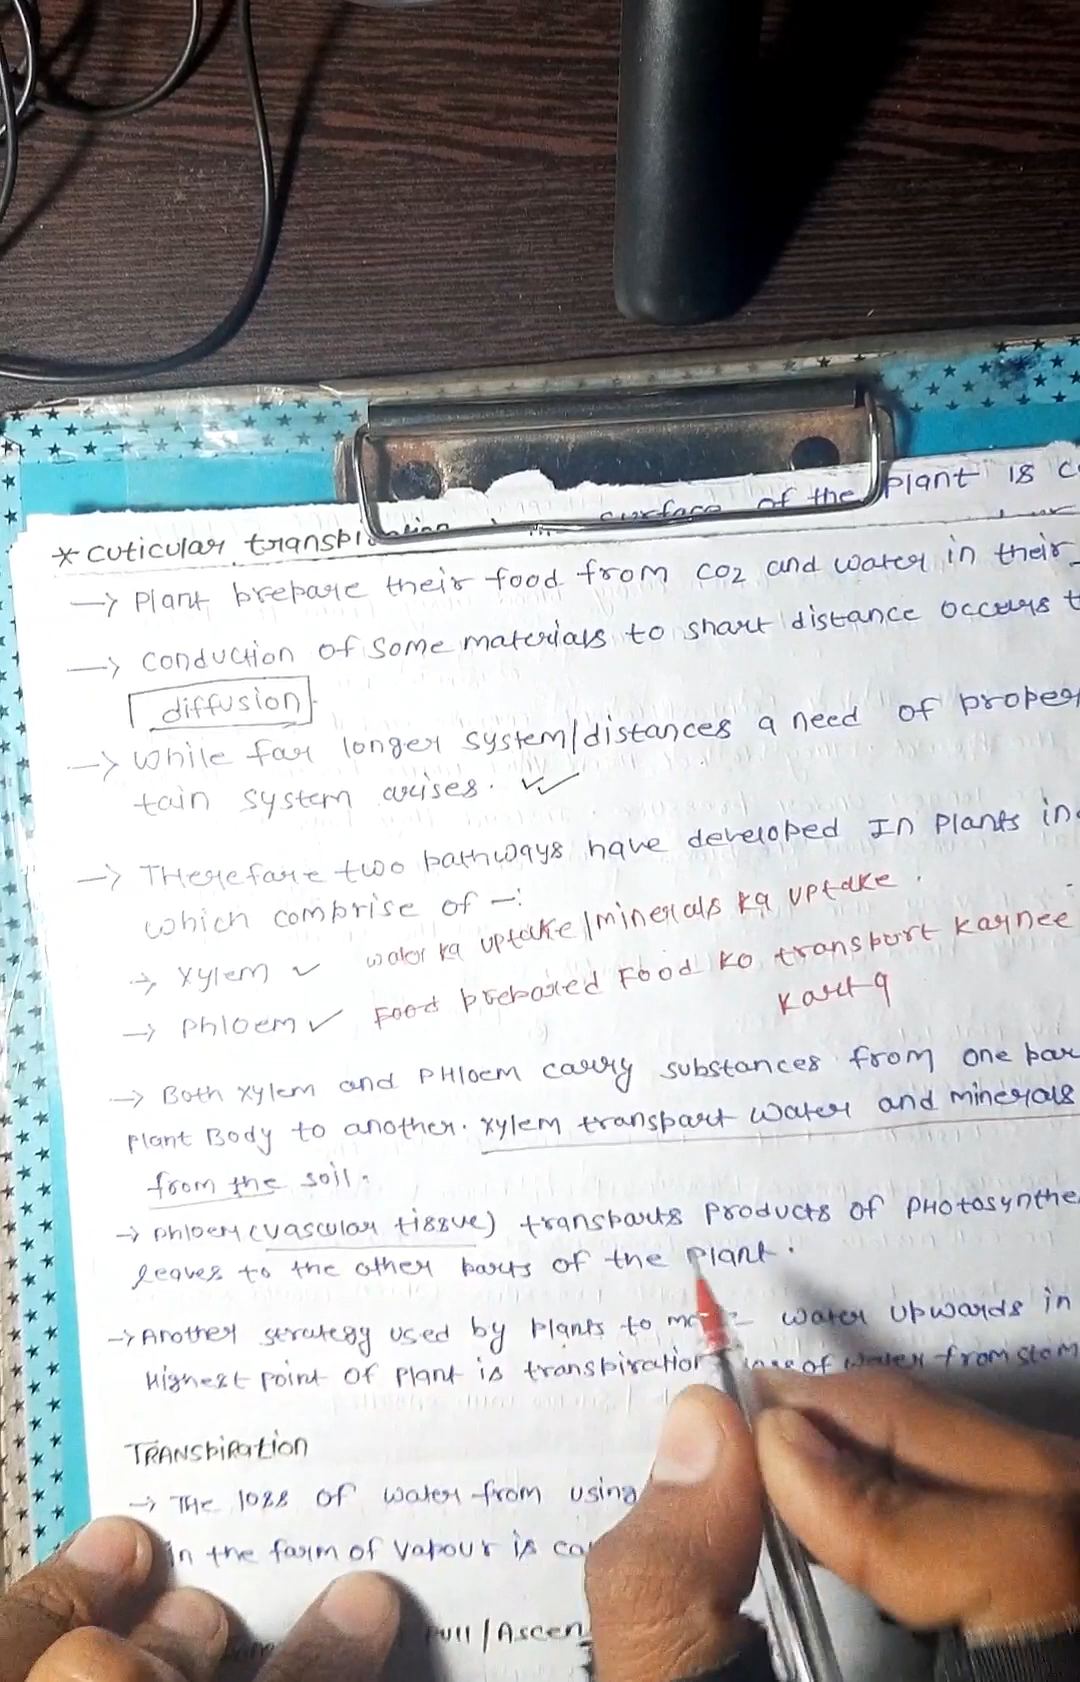 surface of the plant is
* cuticular
→ plant prepare their food from CO2 and water in their
→ conduction of some materials to short distance occurs
diffusion
→ while for longer system/distances a need of proper
tain system arises.
→ THerefore two pathways have developed In plants in
which comprise of -:
→ xylem ✓ water ka uptake/minerals ka uptake.
→ phloem ✓ Food prepared Food ko transport karnee
karta
→ Both xylem and PHloem carry substances from one par
plant Body to another. xylem transport water and minerals
from the soil.
→ phloem (vascular tissue) transports products of PHotosynthe
leaves to the other parts of the plant.
→ Another strategy used by plants to water upwards in
Highest point of plant is transpiration of water from stom
TRANSPiRation
→ THe loss of water from using
in the form of vapour is ca
pull/Ascen